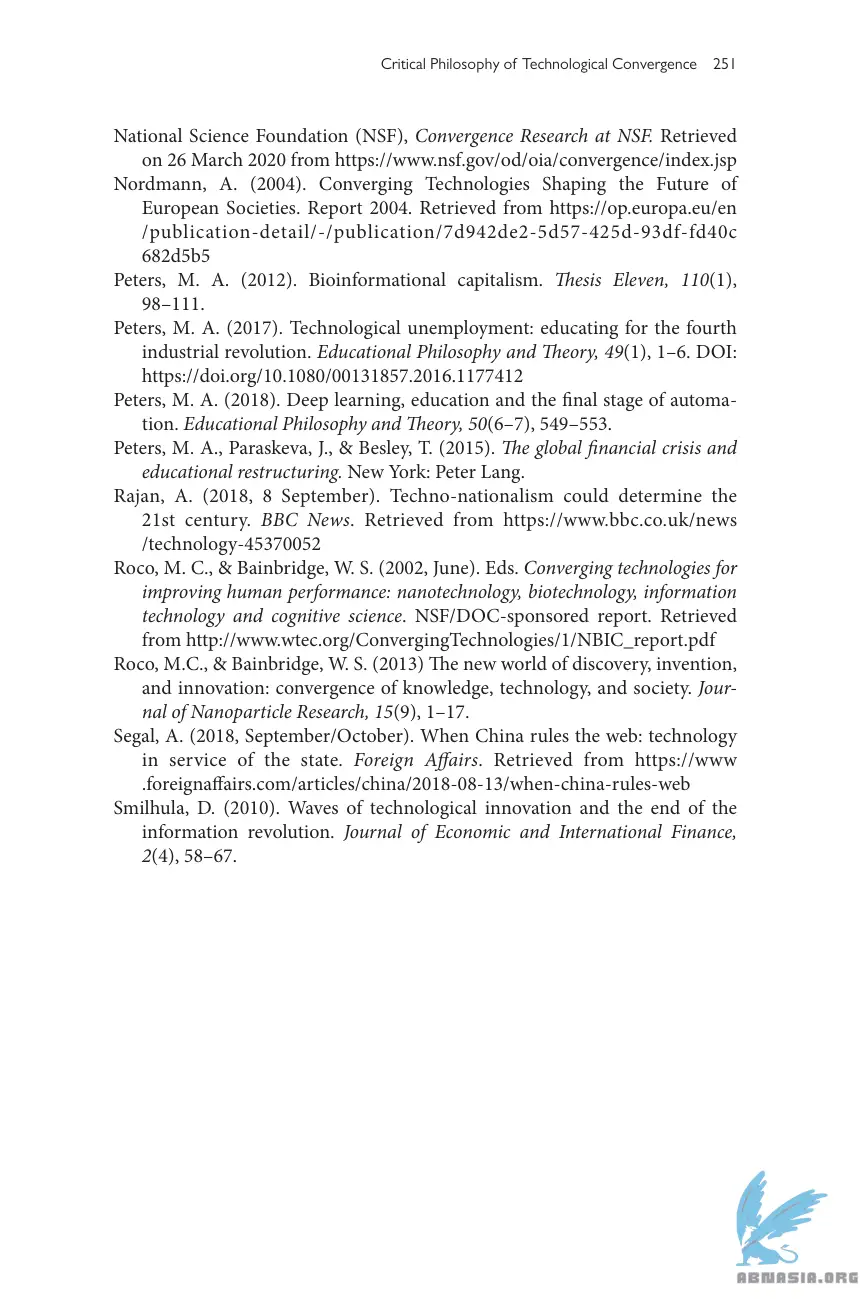 Critical Philosophy of Technological Convergence 251
National Science Foundation (NSF), Convergence Research at NSF. Retrieved
on 26 March 2020 from https://www.nsf.gov/od/oia/convergence/index.jsp
Nordmann, A. (2004). Converging Technologies Shaping the Future of
European Societies. Report 2004. Retrieved from https://op.europa.eu/en
/publication-detail/-/publication/7d942de2-5d57-425d-93df-fd40c
682d5b5
Peters, M. A. (2012). Bioinformational capitalism. Thesis Eleven, 110(1),
98–111.
Peters, M. A. (2017). Technological unemployment: educating for the fourth
industrial revolution. Educational Philosophy and Theory, 49(1), 1–6. DOI:
https://doi.org/10.1080/00131857.2016.1177412
Peters, M. A. (2018). Deep learning, education and the final stage of automa-
tion. Educational Philosophy and Theory, 50(6–7), 549–553.
Peters, M. A., Paraskeva, J., & Besley, T. (2015). The global financial crisis and
educational restructuring. New York: Peter Lang.
Rajan, A. (2018, 8 September). Techno-nationalism could determine the
21st century. BBC News. Retrieved from https://www.bbc.co.uk/news
/technology-45370052
Roco, M. C., & Bainbridge, W. S. (2002, June). Eds. Converging technologies for
improving human performance: nanotechnology, biotechnology, information
technology and cognitive science. NSF/DOC-sponsored report. Retrieved
from http://www.wtec.org/ConvergingTechnologies/1/NBIC_report.pdf
Roco, M.C., & Bainbridge, W. S. (2013) The new world of discovery, invention,
and innovation: convergence of knowledge, technology, and society. Jour-
nal of Nanoparticle Research, 15(9), 1–17.
Segal, A. (2018, September/October). When China rules the web: technology
in service of the state. Foreign Affairs. Retrieved from https://www
.foreignaffairs.com/articles/china/2018-08-13/when-china-rules-web
Smilhula, D. (2010). Waves of technological innovation and the end of the
information revolution. Journal of Economic and International Finance,
2(4), 58–67.
ABNASIA.ORG